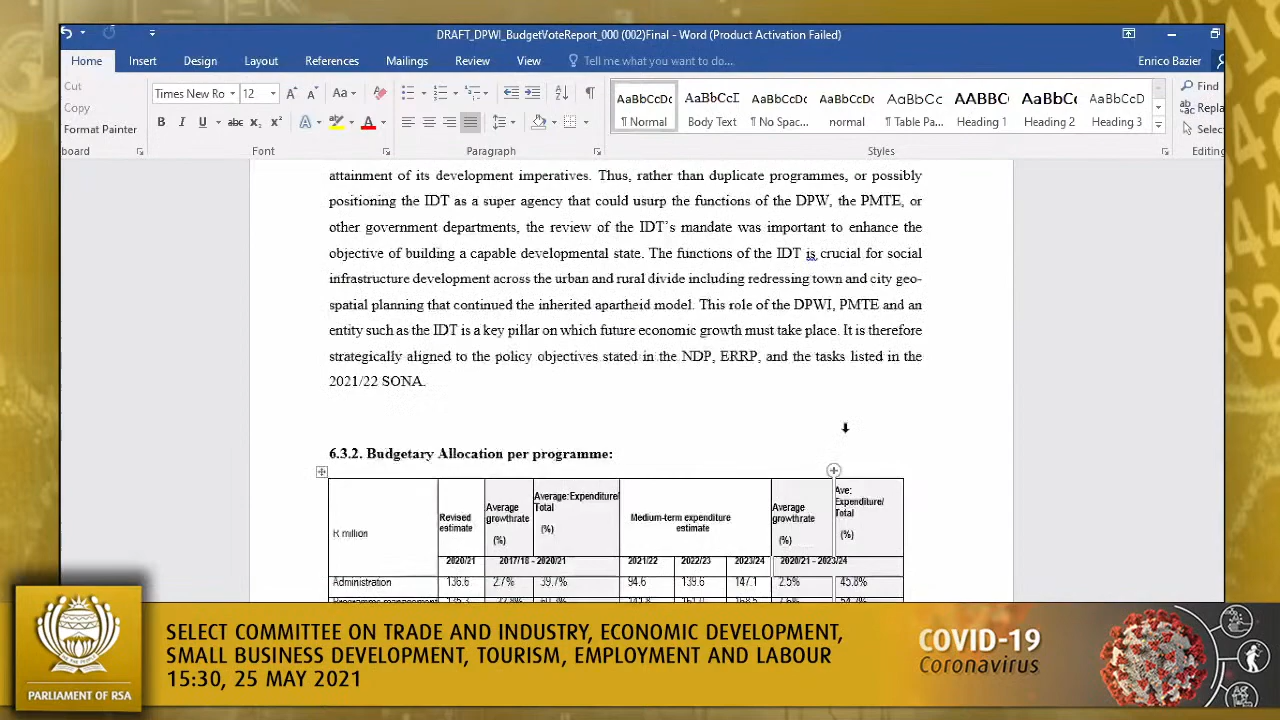 DRAFT_DPWI_BudgetVoteReport_000 (002)Final - Word (Product Activation Failed)
Home Insert Design Layout References Mailings Review View Tell me what you want to do... Enrico Bazier
Cut
Copy
Format Painter
board
Times New Ro 12
Font
Paragraph
AaBbCcDc AaBbCcI AaBbCcDc AaBbCcDc AaBbCc AABBC AaBbCc AaBbCcD
¶ Normal Body Text ¶ No Spac... normal ¶ Table Pa... Heading 1 Heading 2 Heading 3
Styles
Find
Repla
Selec
Editing
attainment of its development imperatives. Thus, rather than duplicate programmes, or possibly
positioning the IDT as a super agency that could usurp the functions of the DPW, the PMTE, or
other government departments, the review of the IDT's mandate was important to enhance the
objective of building a capable developmental state. The functions of the IDT is crucial for social
infrastructure development across the urban and rural divide including redressing town and city geo-
spatial planning that continued the inherited apartheid model. This role of the DPWI, PMTE and an
entity such as the IDT is a key pillar on which future economic growth must take place. It is therefore
strategically aligned to the policy objectives stated in the NDP, ERRP, and the tasks listed in the
2021/22 SONA.
6.3.2. Budgetary Allocation per programme:
R million
Revised estimate
Average growthrate (%)
Average:Expenditure/ Total (%)
Medium-term expenditure estimate
Average growthrate (%)
Ave: Expenditure/ Total (%)
2020/21 2017/18 - 2020/21 2021/22 2022/23 2023/24 2020/21 - 2023/24
Administration 136.6 2.7% 39.7% 94.6 139.6 147.1 2.5% 45.8%
PARLIAMENT OF RSA
SELECT COMMITTEE ON TRADE AND INDUSTRY, ECONOMIC DEVELOPMENT,
SMALL BUSINESS DEVELOPMENT, TOURISM, EMPLOYMENT AND LABOUR
15:30, 25 MAY 2021
COVID-19
Coronavirus